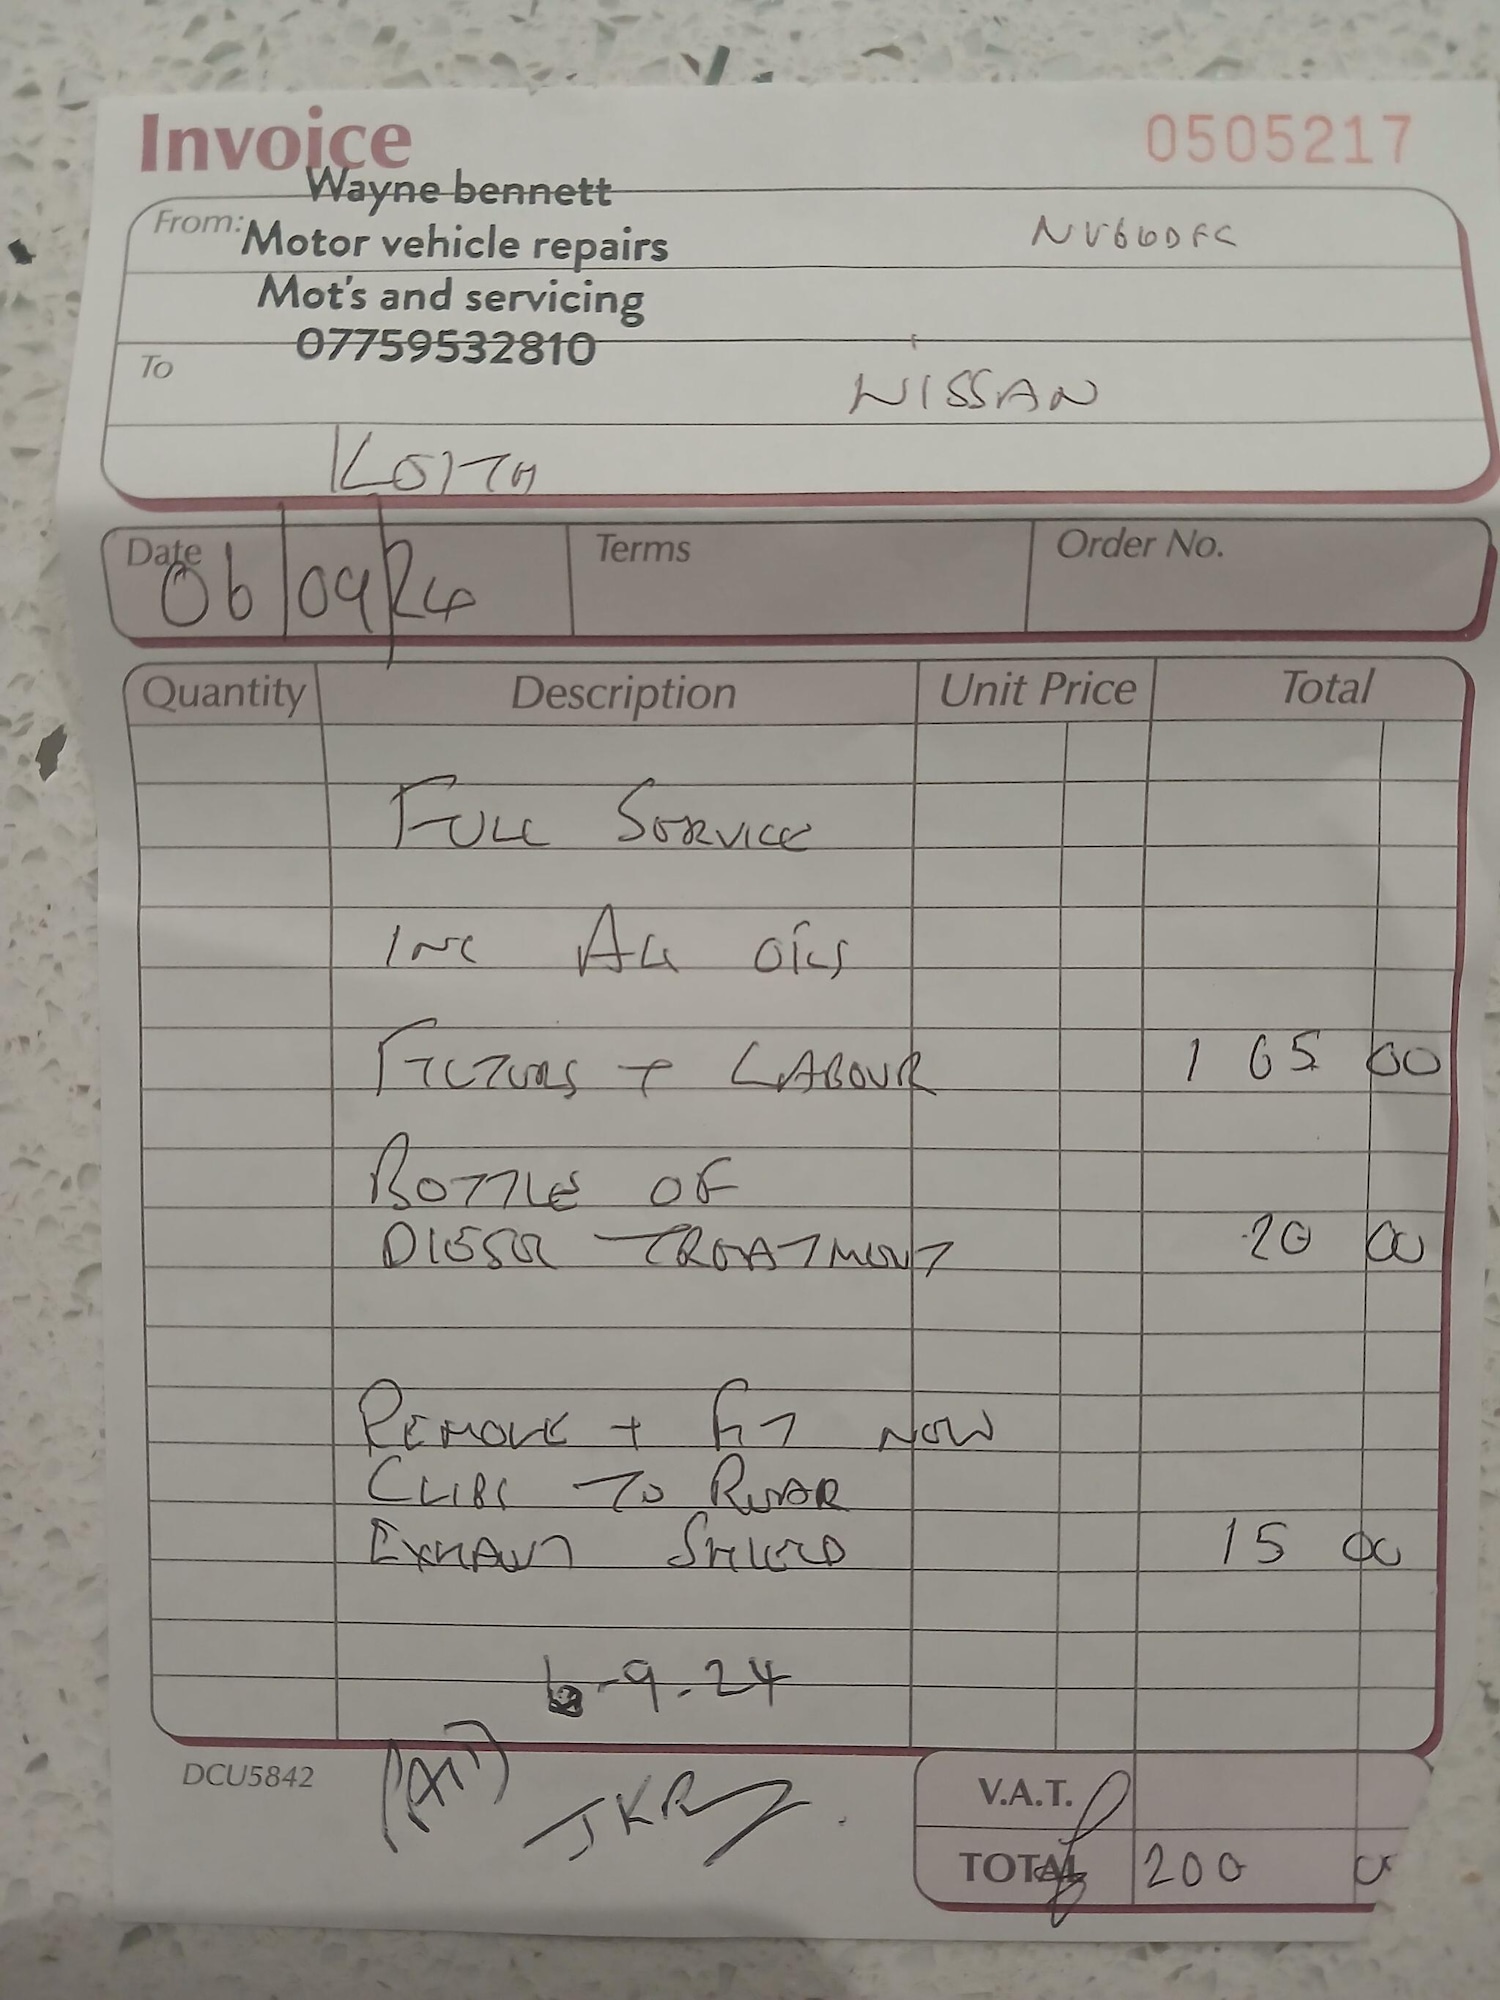 Invoice
0505217
Wayne bennett
From: Motor vehicle repairs
NV66DFC
Mot's and servicing
07759532810
To
NISSAN
KEITH
Date 06/09/24
Terms
Order No.
Quantity Description Unit Price Total
FULL SERVICE
INC ALL OILS
FILTERS + LABOUR 165 00
BOTTLE OF
DIESEL TREATMENT 20 00
REMOVE + FIT NEW
CLIPS TO REAR
EXHAUST SHIELD 15 00
6-9-24
DCU5842
V.A.T.
TOTAL 200